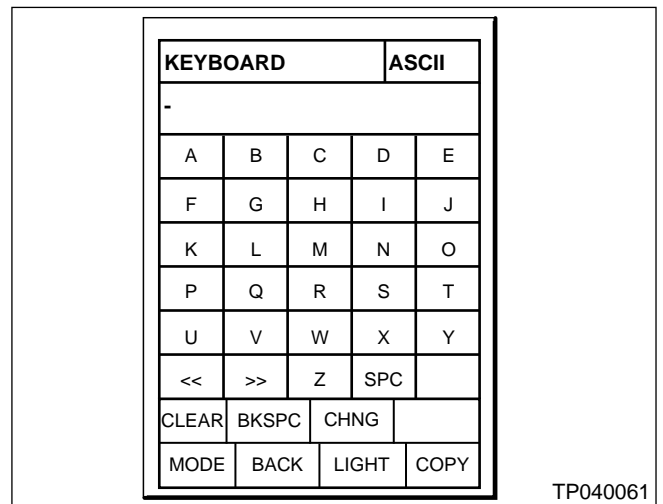 KEYBOARD ASCII
-
A B C D E
F G H I J
K L M N O
P Q R S T
U V W X Y
<< >> Z SPC
CLEAR BKSPC CHNG
MODE BACK LIGHT COPY
TP040061